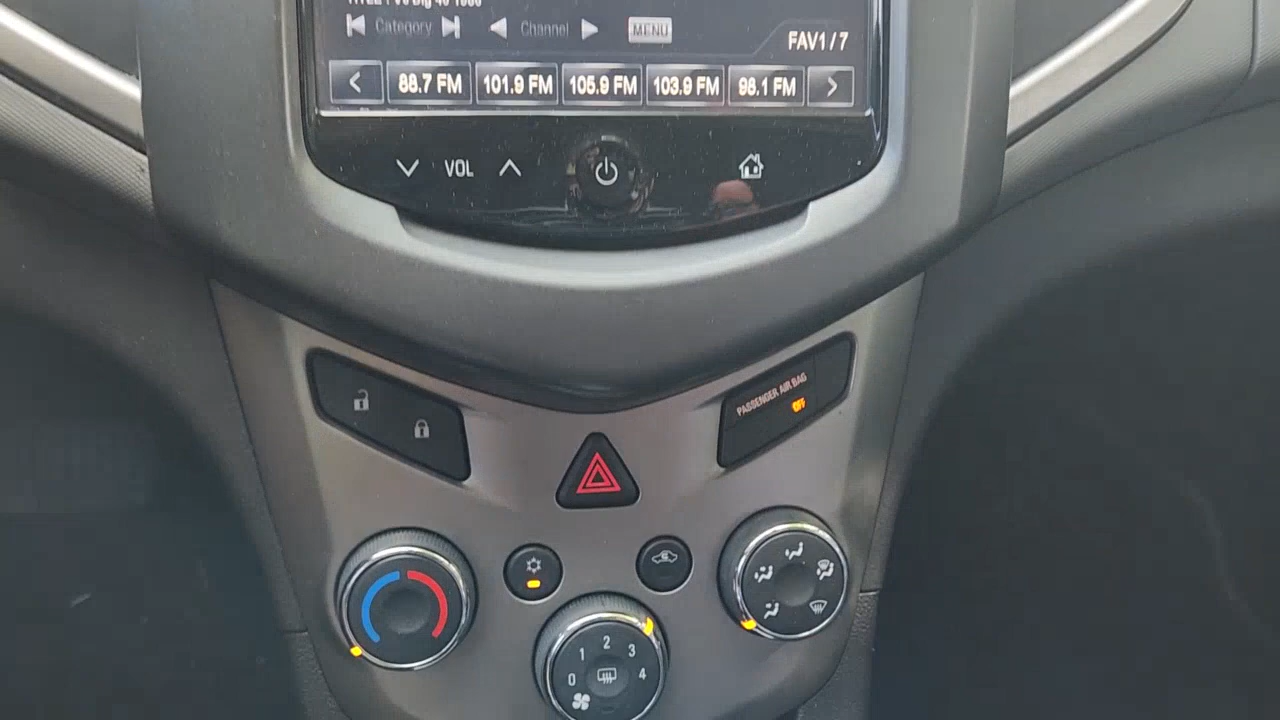 Category Channel MENU
FAV1/7
88.7 FM 101.9 FM 105.9 FM 103.9 FM 98.1 FM
VOL
PASSENGER AIR BAG
OFF
0 1 2 3 4